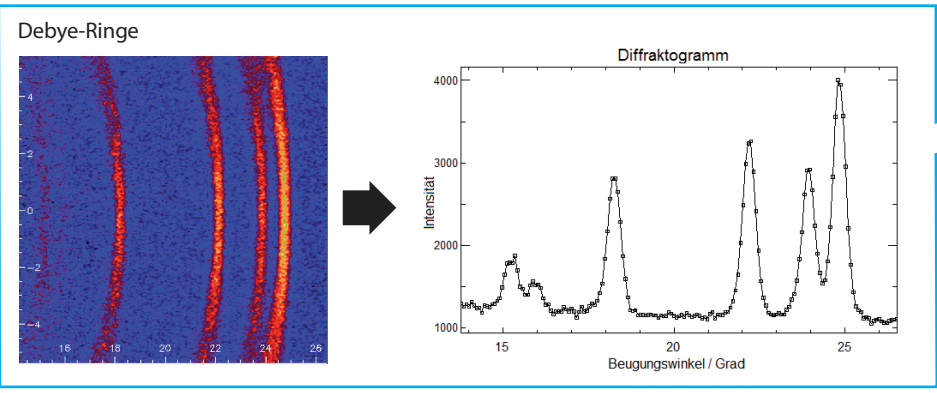 Debye-Ringe
4
2
0
-2
-4
16 18 20 22 24 26
Diffraktogramm
4000
3000
2000
1000
Intensität
15 20 25
Beugungswinkel / Grad